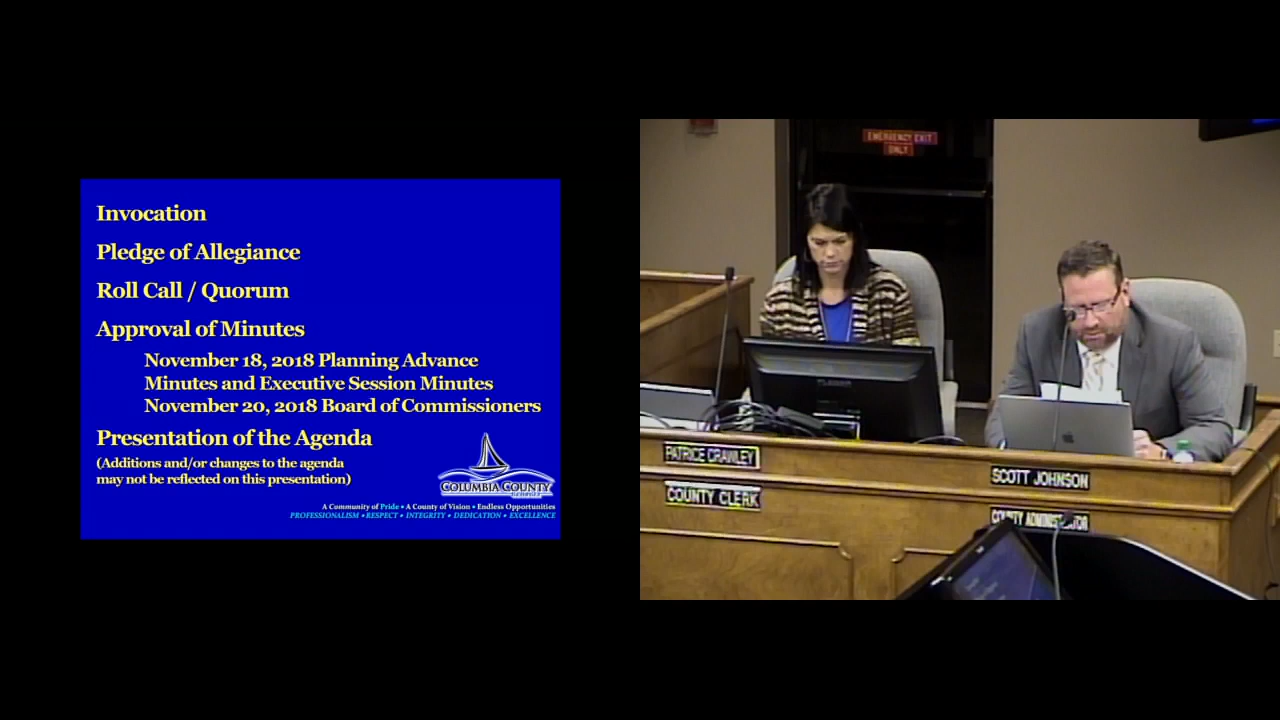 Invocation
Pledge of Allegiance
Roll Call / Quorum
Approval of Minutes
November 18, 2018 Planning Advance
Minutes and Executive Session Minutes
November 20, 2018 Board of Commissioners
Presentation of the Agenda
(Additions and/or changes to the agenda
may not be reflected on this presentation)
COLUMBIA COUNTY
A Community of Pride • A County of Vision • Endless Opportunities
PROFESSIONALISM • RESPECT • INTEGRITY • DEDICATION • EXCELLENCE
EMERGENCY EXIT
ONLY
PATRICE CRAWLEY
COUNTY CLERK
SCOTT JOHNSON
COUNTY ADMINISTRATOR